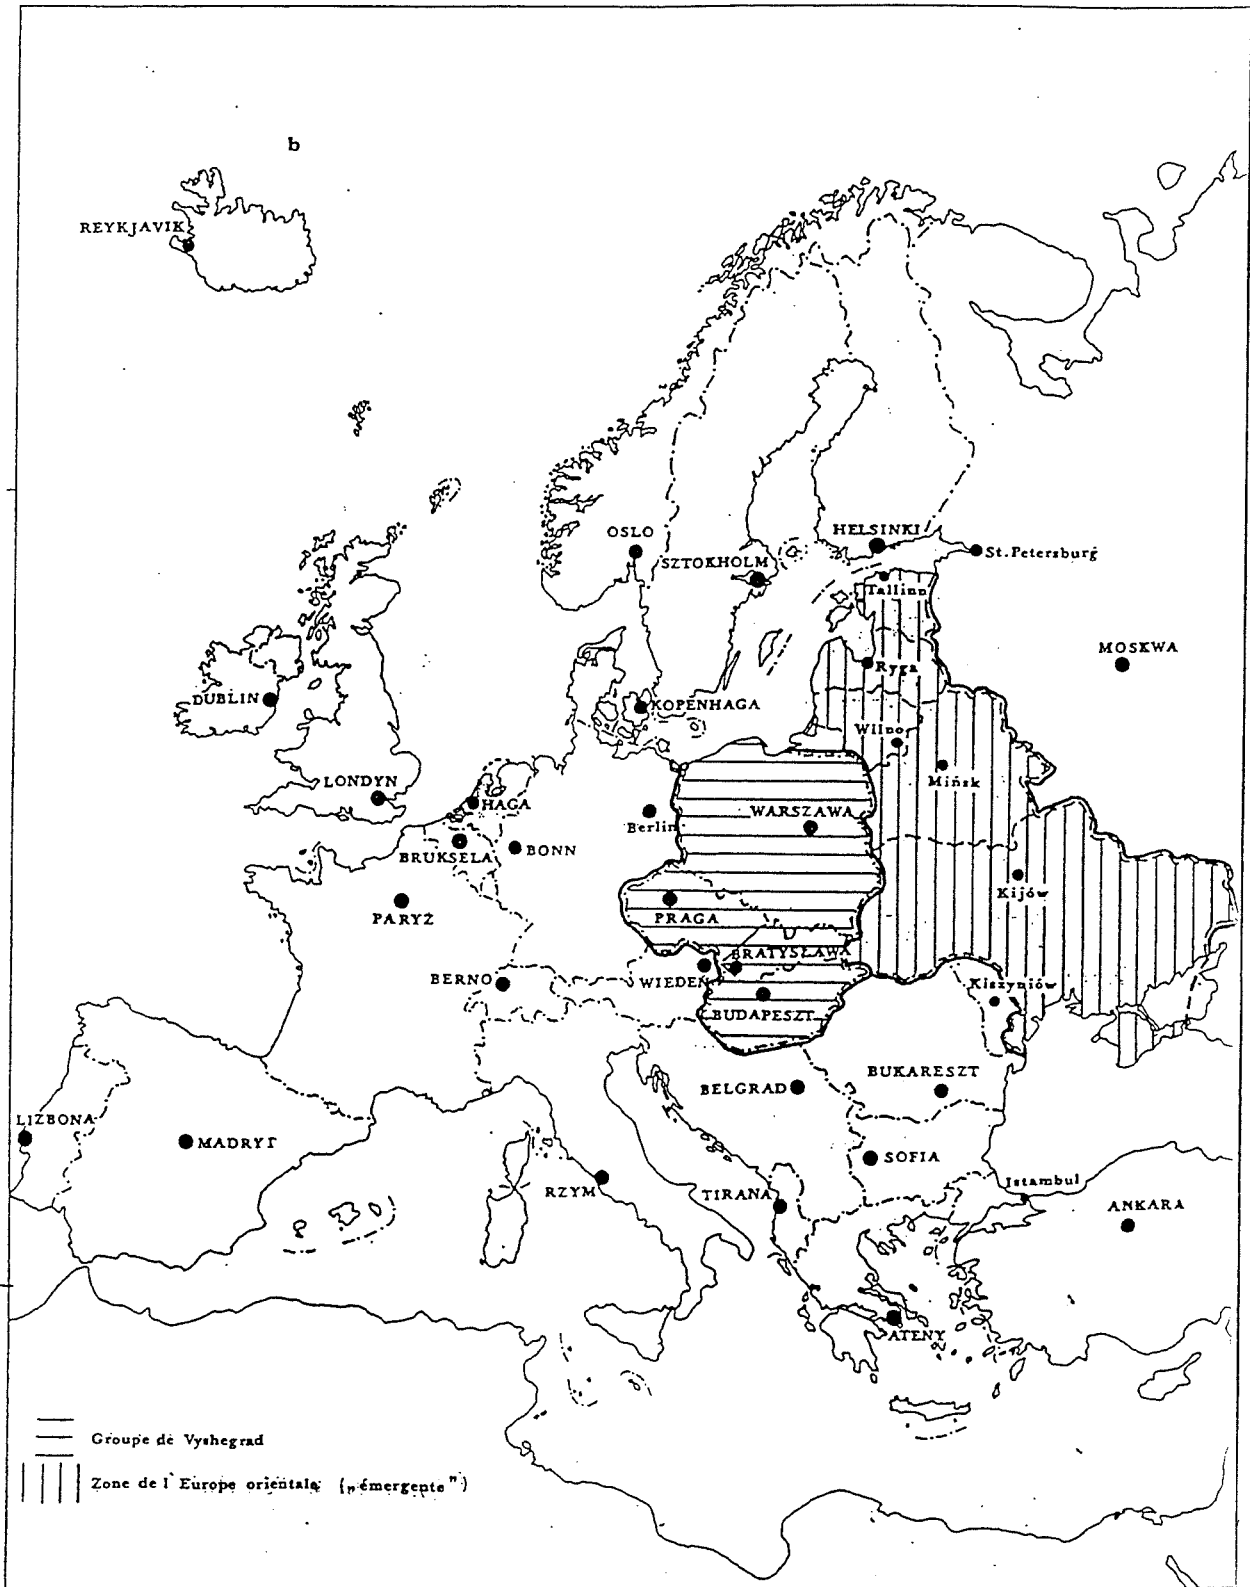 b
REYKJAVIK
OSLO
HELSINKI
St.Petersburg
SZTOKHOLM
Tallinn
MOSKWA
Ryga
DUBLIN
KOPENHAGA
Wilno
Mińsk
LONDYN
HAGA
Berlin
WARSZAWA
BRUKSELA
BONN
Kijów
PARYŻ
PRAGA
BRATYSŁAWA
BERNO
WIEDEŃ
Kiszyniów
BUDAPESZT
BELGRAD
BUKARESZT
LIZBONA
MADRYT
SOFIA
RZYM
TIRANA
Istambul
ANKARA
ATENY
Groupe de Vyshegrad
Zone de l'Europe orientale („émergente")